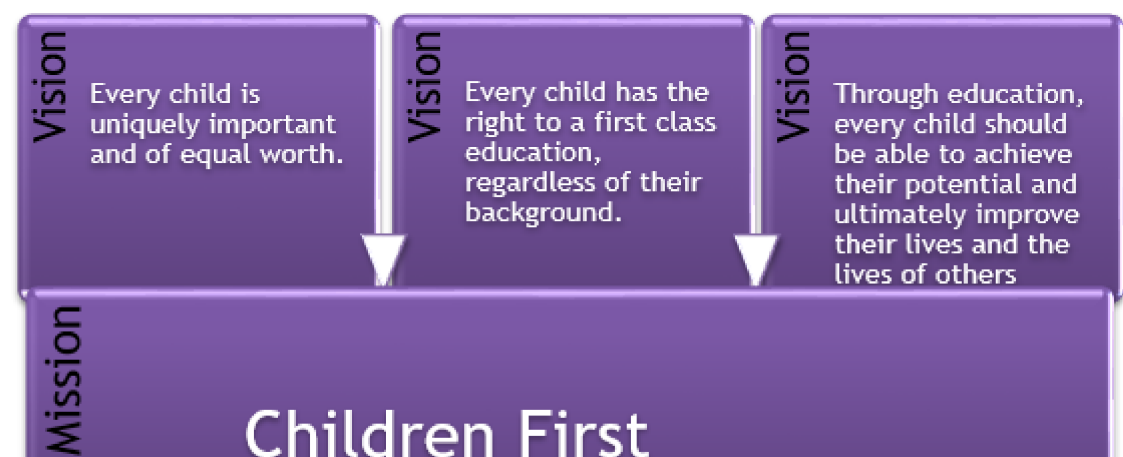 Vision
Every child is
uniquely important
and of equal worth.
Vision
Every child has the
right to a first class
education,
regardless of their
background.
Vision
Through education,
every child should
be able to achieve
their potential and
ultimately improve
their lives and the
lives of others
Mission
Children First